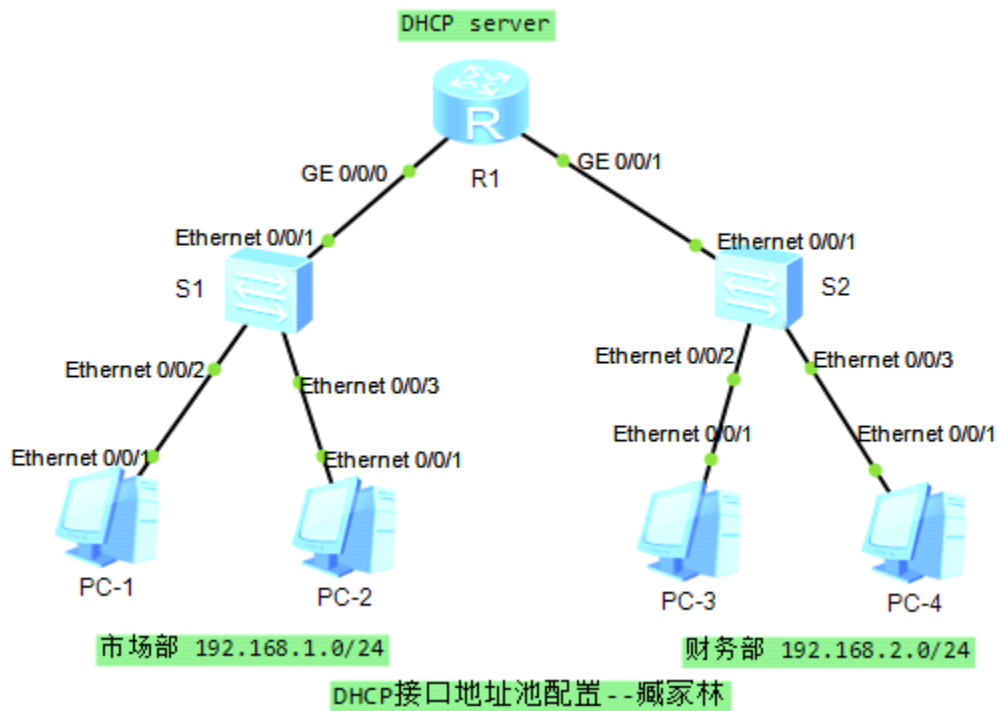 DHCP server
R
R1
GE 0/0/0
GE 0/0/1
Ethernet 0/0/1
Ethernet 0/0/1
S1
S2
Ethernet 0/0/2
Ethernet 0/0/3
Ethernet 0/0/2
Ethernet 0/0/3
Ethernet 0/0/1
Ethernet 0/0/1
Ethernet 0/0/1
Ethernet 0/0/1
PC-1
PC-2
PC-3
PC-4
市场部 192.168.1.0/24
财务部 192.168.2.0/24
DHCP接口地址池配置--臧冢林